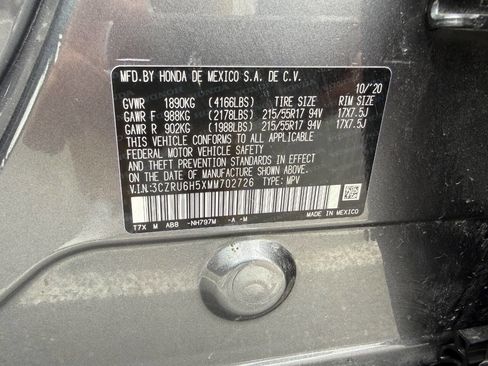 MFD.BY HONDA DE MEXICO S.A. DE C.V.
10/'20
GVWR 1890KG (4166LBS) TIRE SIZE RIM SIZE
GAWR F 988KG (2178LBS) 215/55R17 94V 17X7.5J
GAWR R 902KG (1988LBS) 215/55R17 94V 17X7.5J
THIS VEHICLE CONFORMS TO ALL APPLICABLE
FEDERAL MOTOR VEHICLE SAFETY, BUMPER,
AND THEFT PREVENTION STANDARDS IN EFFECT
ON THE DATE OF MANUFACTURE SHOWN ABOVE.
V.I.N:3CZRU6H5XMM702726 TYPE: MPV
T7X M AB8 -NH797M -A -M
MADE IN MEXICO